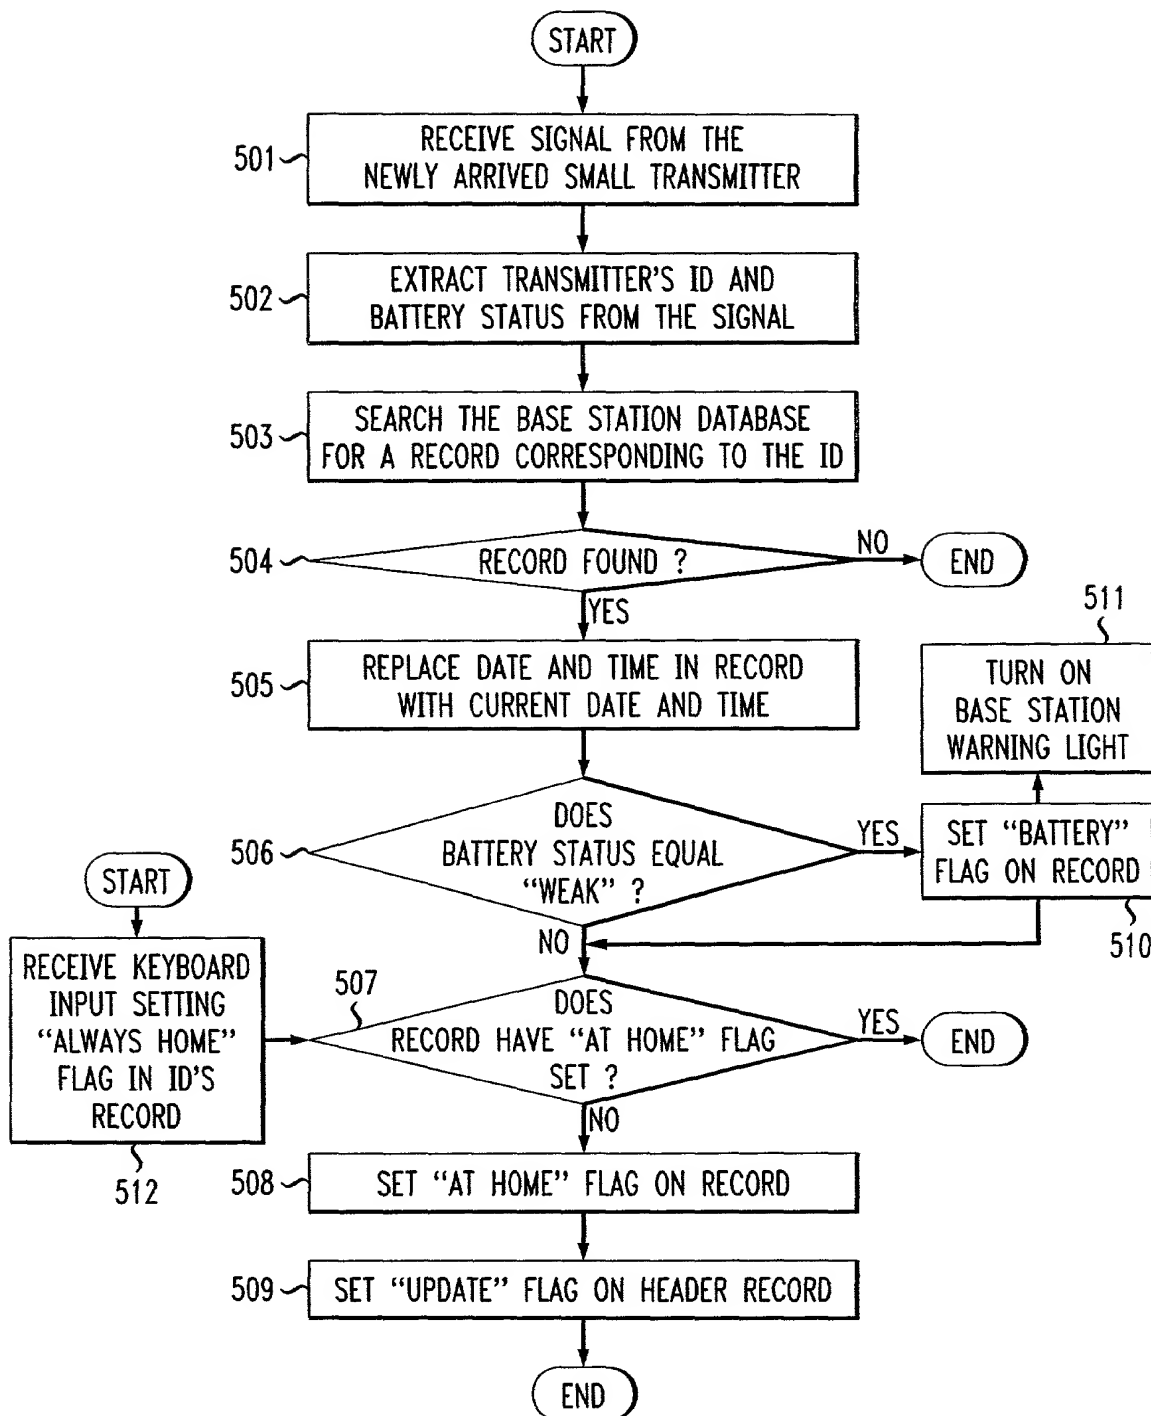 START
501
RECEIVE SIGNAL FROM THE
NEWLY ARRIVED SMALL TRANSMITTER
502
EXTRACT TRANSMITTER'S ID AND
BATTERY STATUS FROM THE SIGNAL
503
SEARCH THE BASE STATION DATABASE
FOR A RECORD CORRESPONDING TO THE ID
504
RECORD FOUND ?
NO
END
YES
505
REPLACE DATE AND TIME IN RECORD
WITH CURRENT DATE AND TIME
511
TURN ON
BASE STATION
WARNING LIGHT
506
DOES
BATTERY STATUS EQUAL
“WEAK” ?
YES
SET “BATTERY”
FLAG ON RECORD
510
NO
START
RECEIVE KEYBOARD
INPUT SETTING
“ALWAYS HOME”
FLAG IN ID'S
RECORD
512
507
DOES
RECORD HAVE “AT HOME” FLAG
SET ?
YES
END
NO
508
SET “AT HOME” FLAG ON RECORD
509
SET “UPDATE” FLAG ON HEADER RECORD
END